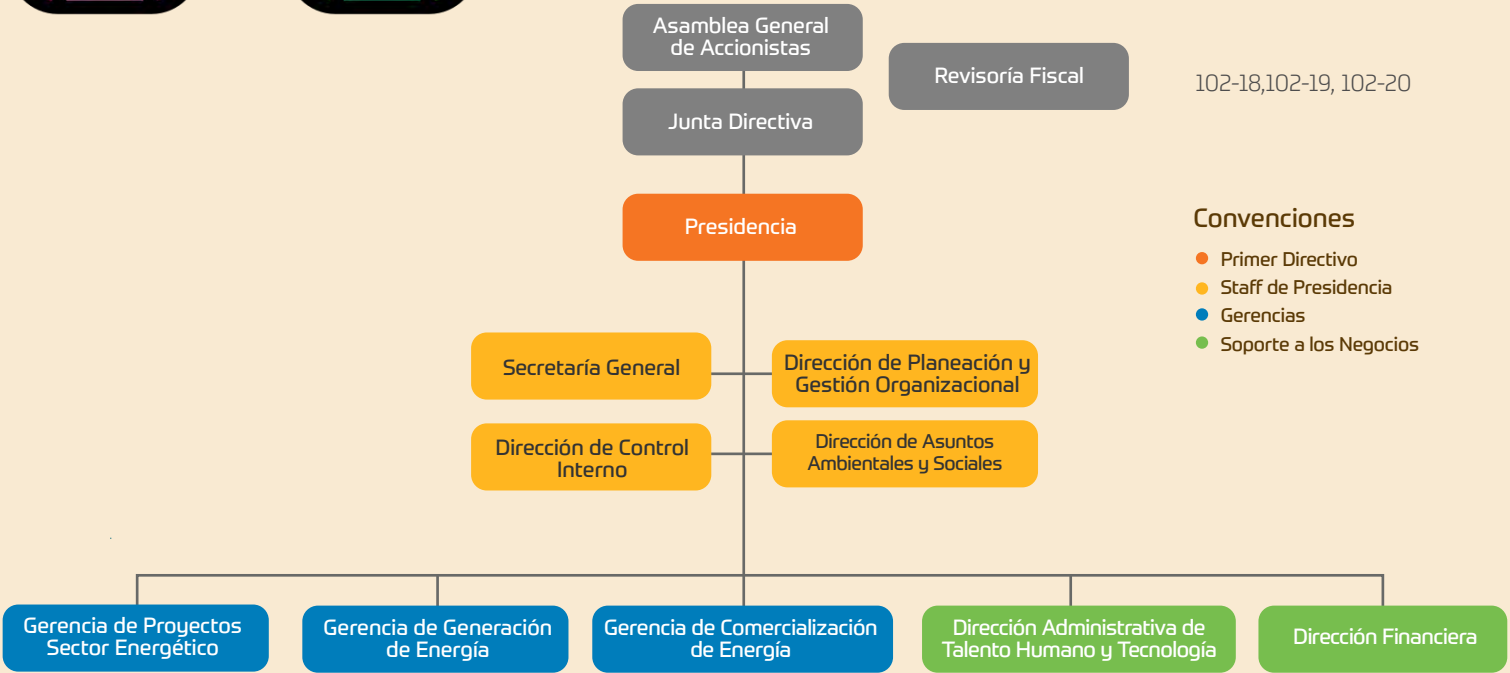 Asamblea General
de Accionistas
Revisoría Fiscal
102-18,102-19, 102-20
Junta Directiva
Presidencia
Convenciones
Primer Directivo
Staff de Presidencia
Gerencias
Soporte a los Negocios
Secretaría General
Dirección de Planeación y
Gestión Organizacional
Dirección de Control
Interno
Dirección de Asuntos
Ambientales y Sociales
Gerencia de Proyectos
Sector Energético
Gerencia de Generación
de Energía
Gerencia de Comercialización
de Energía
Dirección Administrativa de
Talento Humano y Tecnología
Dirección Financiera